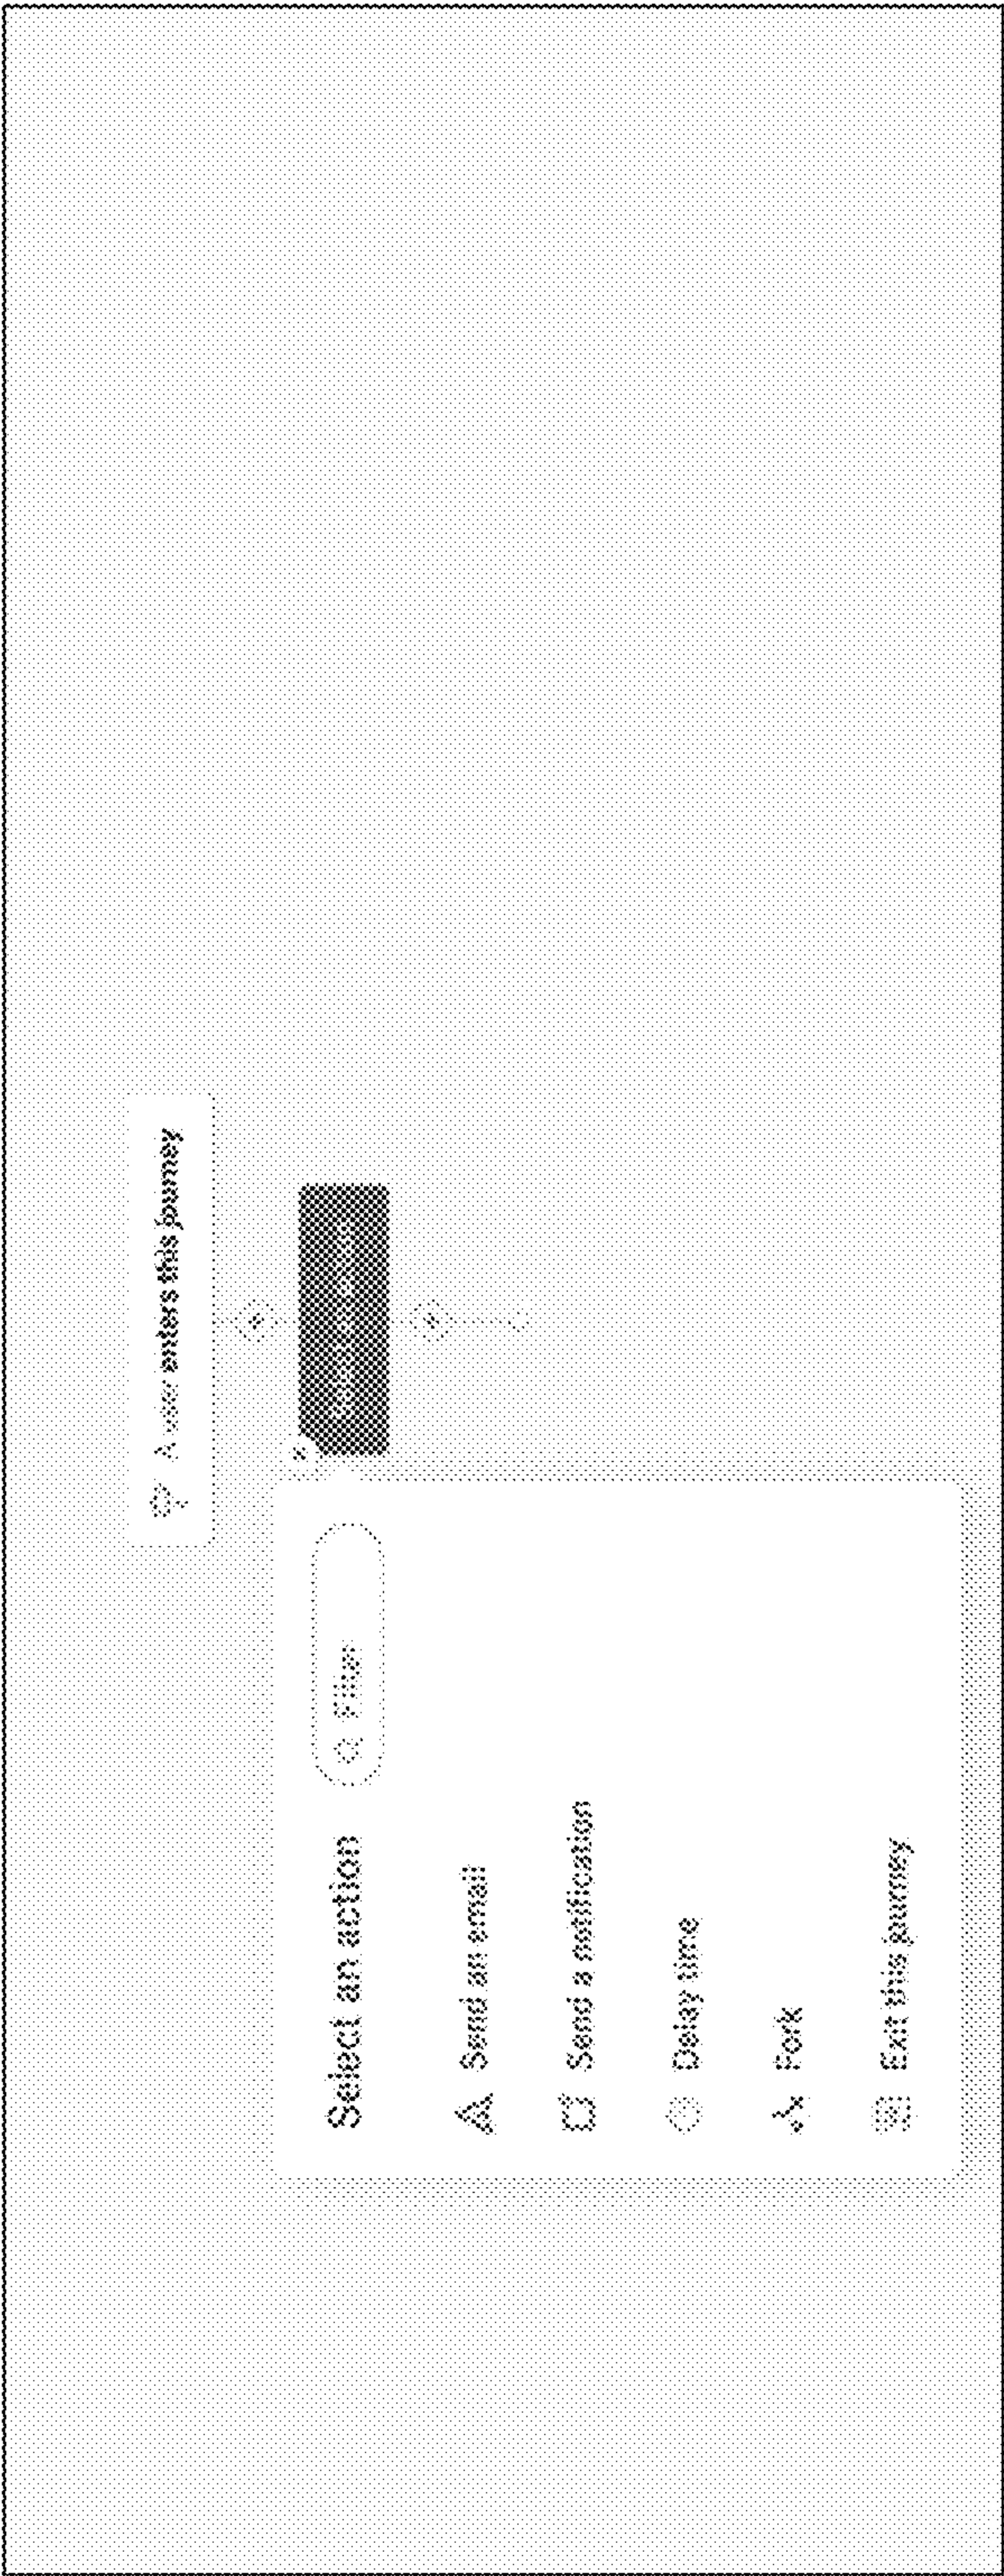 A user enters this journey
Select an action
Filter
Send an email
Send a notification
Delay time
Fork
Exit this journey